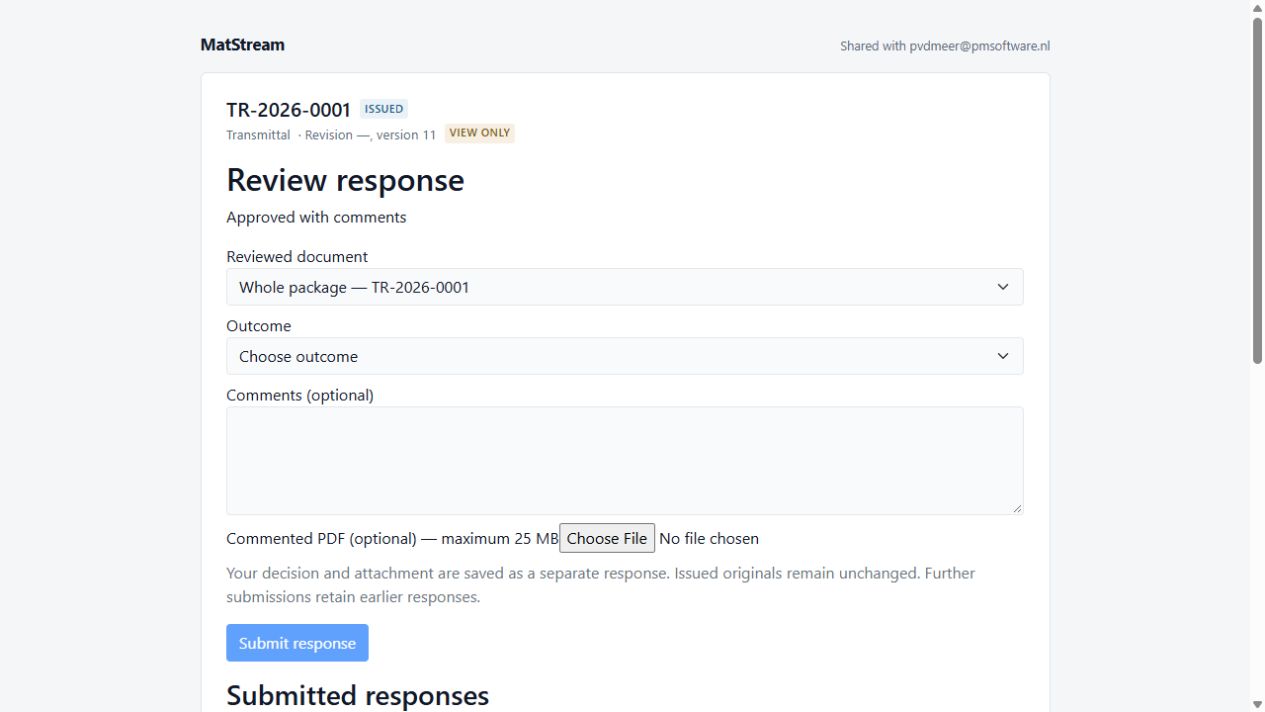 MatStream
Shared with pvdmeer@pmsoftware.nl
TR-2026-0001 ISSUED
Transmittal · Revision —, version 11 VIEW ONLY
Review response
Approved with comments
Reviewed document
Whole package — TR-2026-0001
Outcome
Choose outcome
Comments (optional)
Commented PDF (optional) — maximum 25 MB Choose File No file chosen
Your decision and attachment are saved as a separate response. Issued originals remain unchanged. Further
submissions retain earlier responses.
Submit response
Submitted responses